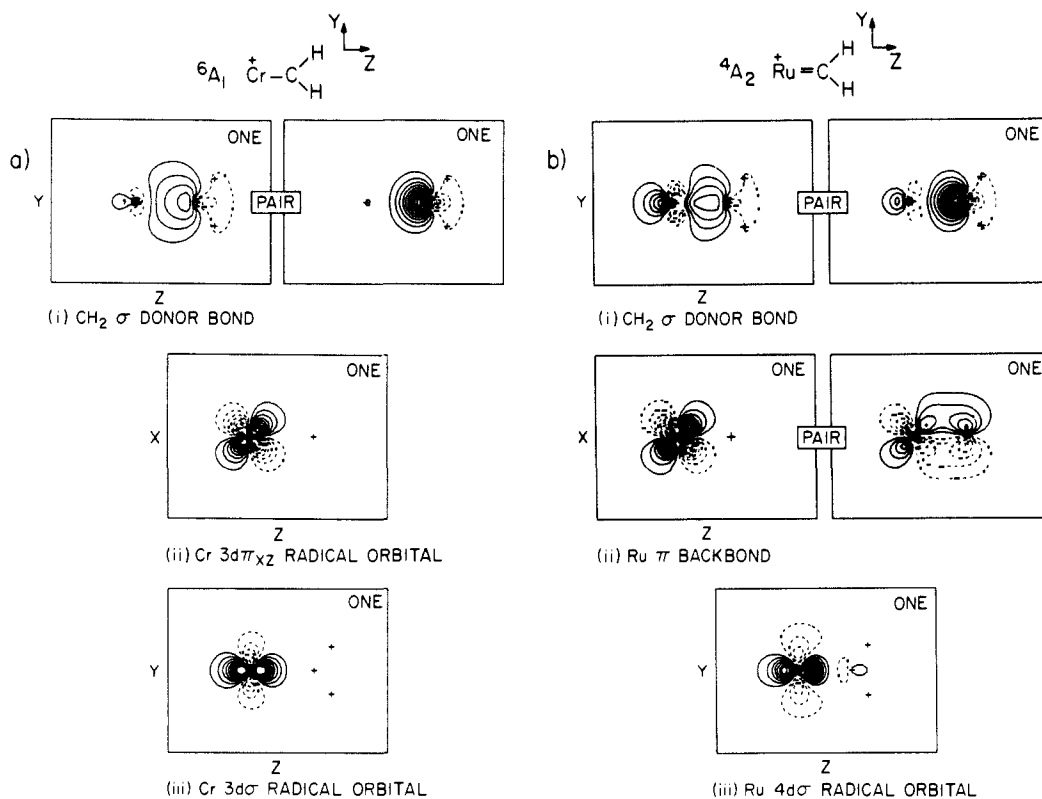 Y
Z
⁶A₁ +Cr—C H H
Y
Z
⁴A₂ +Ru=C H H
a)
Y
ONE
PAIR
ONE
Z
(i) CH₂ σ DONOR BOND
ONE
X
Z
(ii) Cr 3dπXZ RADICAL ORBITAL
ONE
Y
Z
(iii) Cr 3dσ RADICAL ORBITAL
b)
Y
ONE
PAIR
ONE
Z
(i) CH₂ σ DONOR BOND
X
ONE
PAIR
ONE
Z
(ii) Ru π BACKBOND
ONE
Y
Z
(iii) Ru 4dσ RADICAL ORBITAL